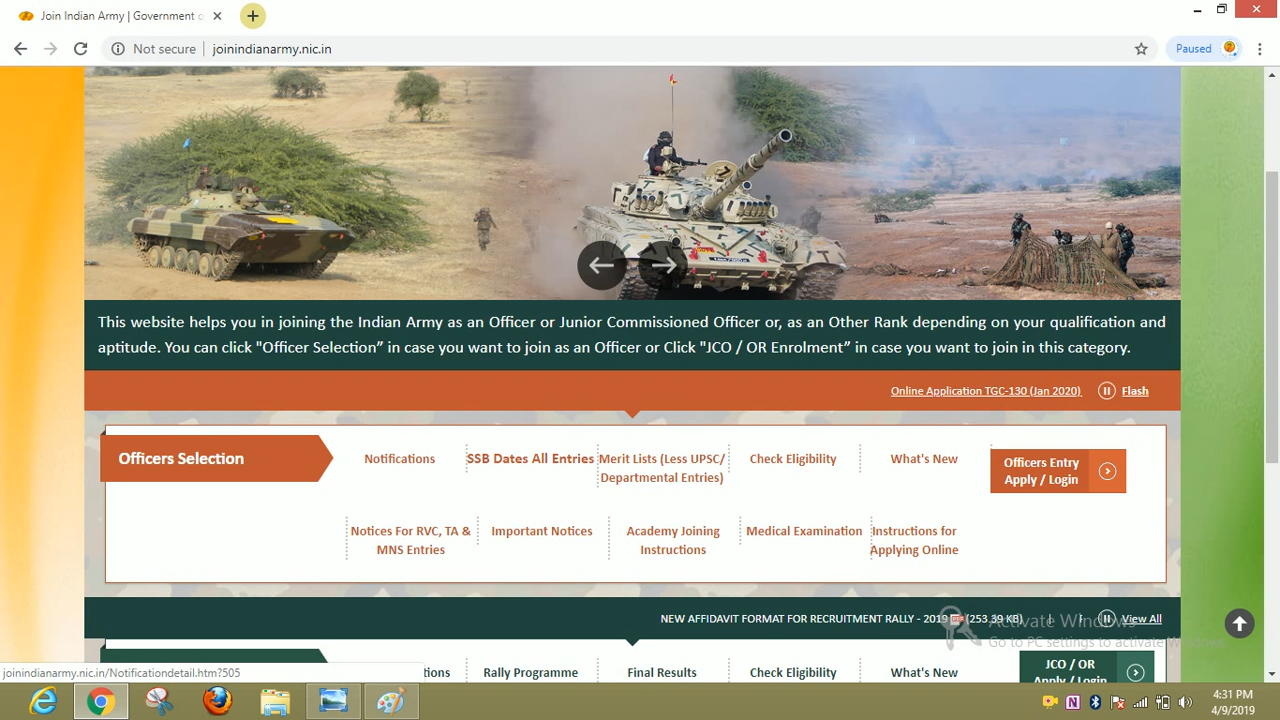 Join Indian Army | Government o
Not secure
joinindianarmy.nic.in
Paused
This website helps you in joining the Indian Army as an Officer or Junior Commissioned Officer or, as an Other Rank depending on your qualification and
aptitude. You can click "Officer Selection” in case you want to join as an Officer or Click "JCO / OR Enrolment” in case you want to join in this category.
Online Application TGC-130 (Jan 2020)
Flash
Officers Selection
Notifications
SSB Dates All Entries
Merit Lists (Less UPSC/
Departmental Entries)
Check Eligibility
What's New
Officers Entry
Apply / Login
Notices For RVC, TA &
MNS Entries
Important Notices
Academy Joining
Instructions
Medical Examination
Instructions for
Applying Online
NEW AFFIDAVIT FORMAT FOR RECRUITMENT RALLY - 2019 (253.39 KB)
View All
Activate Windows
Go to PC settings to activate Windows.
joinindianarmy.nic.in/Notificationdetail.htm?505
tions
Rally Programme
Final Results
Check Eligibility
What's New
JCO / OR
Apply / Login
4:31 PM
4/9/2019